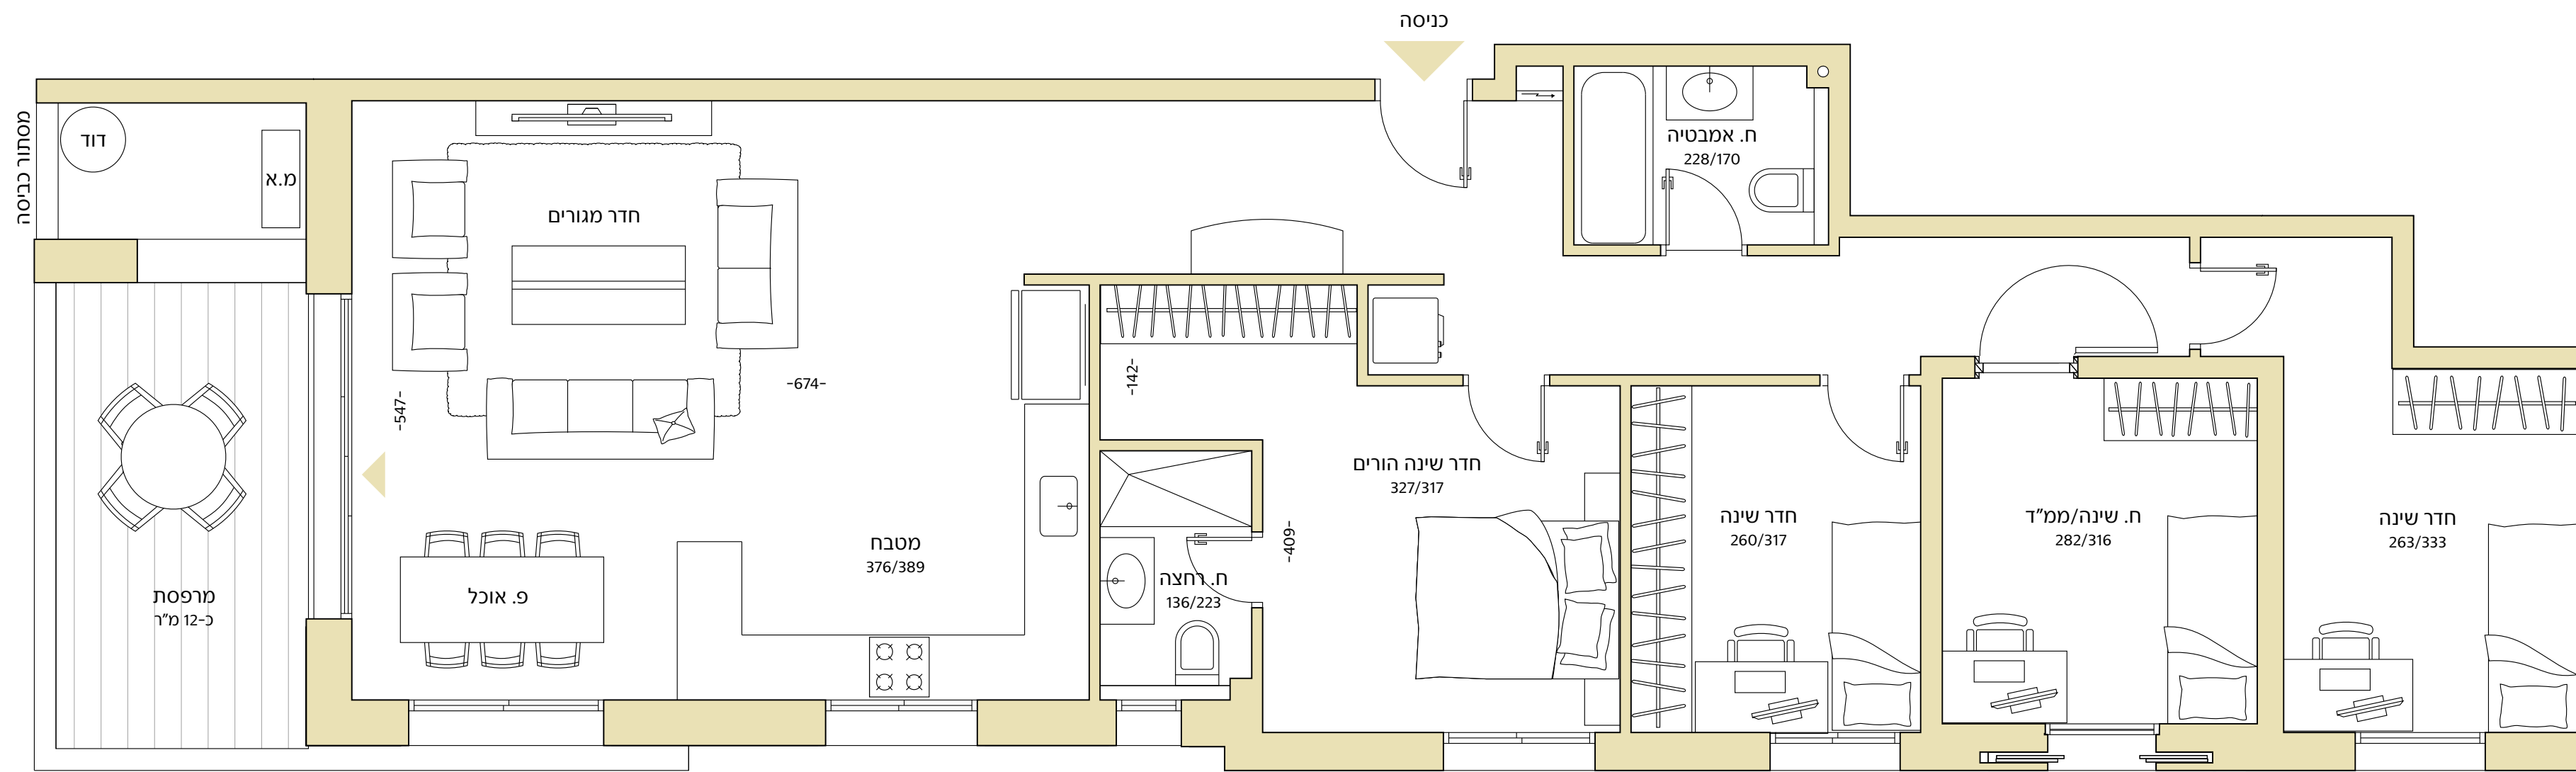 כניסה
מסתור כביסה
דוד
מ.א
חדר מגורים
ח. אמבטיה
228/170
-547-
-674-
-142-
-409-
מרפסת
כ-12 מ״ר
פ. אוכל
מטבח
376/389
ח. רחצה
136/223
חדר שינה הורים
327/317
חדר שינה
260/317
ח. שינה/ממ״ד
282/316
חדר שינה
263/333